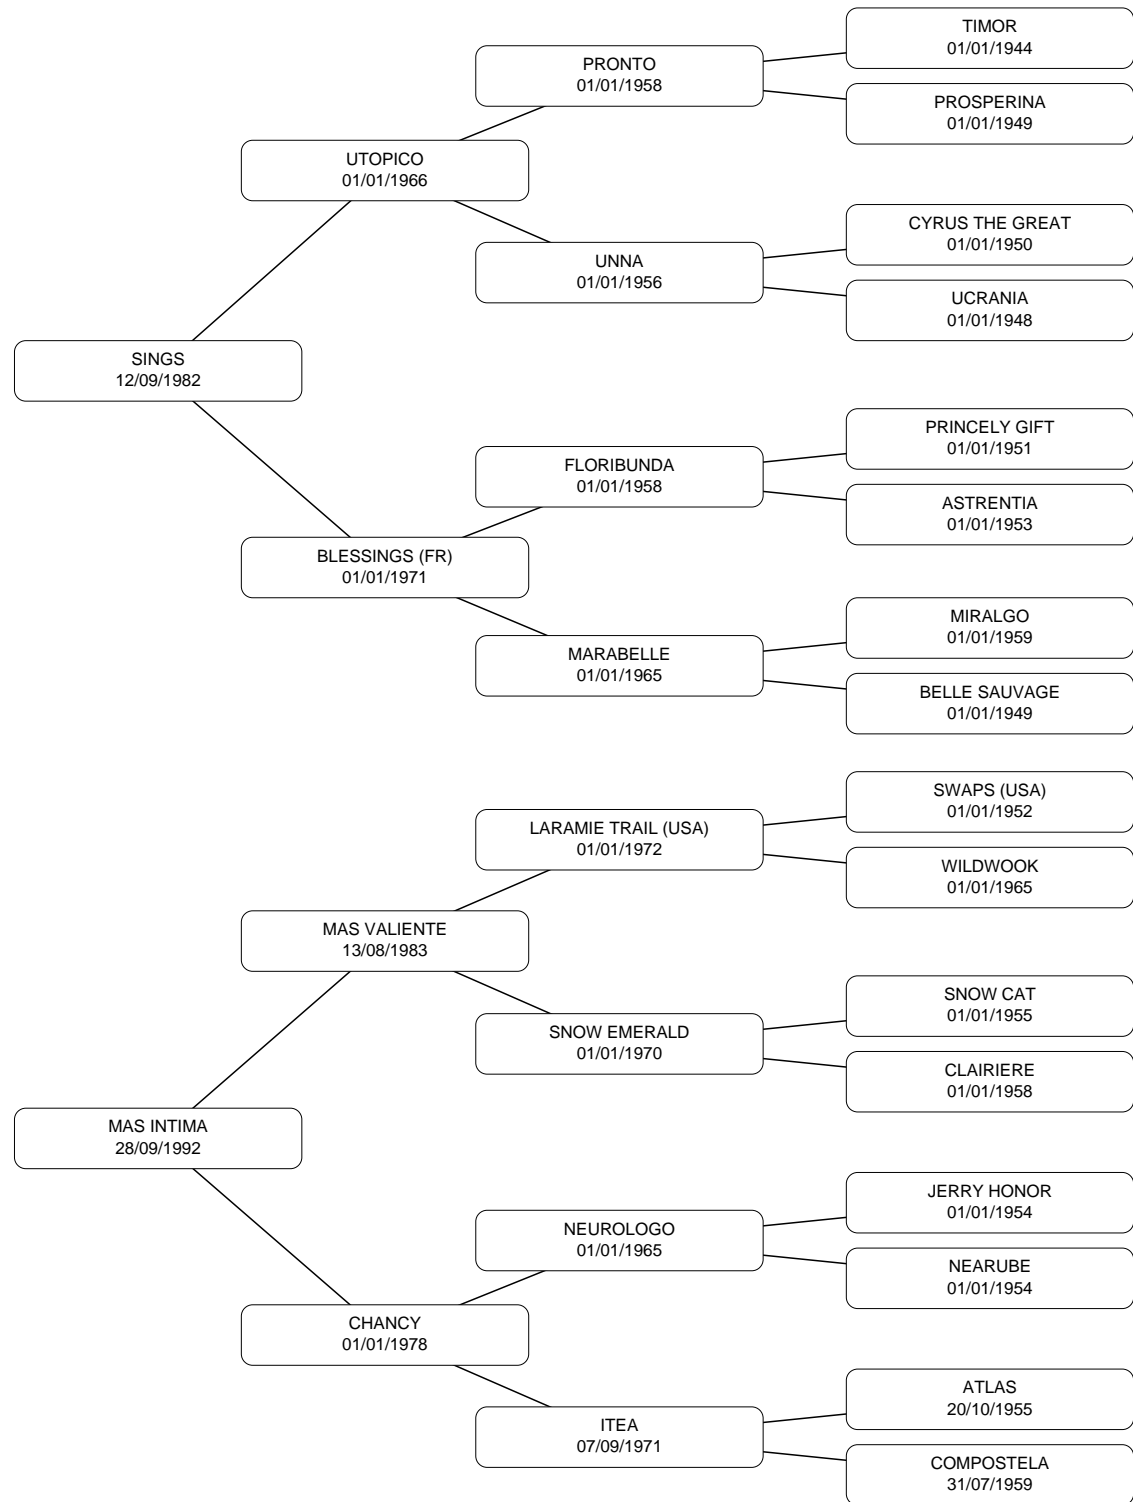 TIMOR
01/01/1944
PRONTO
01/01/1958
PROSPERINA
01/01/1949
UTOPICO
01/01/1966
CYRUS THE GREAT
01/01/1950
UNNA
01/01/1956
UCRANIA
01/01/1948
SINGS
12/09/1982
PRINCELY GIFT
01/01/1951
FLORIBUNDA
01/01/1958
ASTRENTIA
01/01/1953
BLESSINGS (FR)
01/01/1971
MIRALGO
01/01/1959
MARABELLE
01/01/1965
BELLE SAUVAGE
01/01/1949
SWAPS (USA)
01/01/1952
LARAMIE TRAIL (USA)
01/01/1972
WILDWOOK
01/01/1965
MAS VALIENTE
13/08/1983
SNOW CAT
01/01/1955
SNOW EMERALD
01/01/1970
CLAIRIERE
01/01/1958
MAS INTIMA
28/09/1992
JERRY HONOR
01/01/1954
NEUROLOGO
01/01/1965
NEARUBE
01/01/1954
CHANCY
01/01/1978
ATLAS
20/10/1955
ITEA
07/09/1971
COMPOSTELA
31/07/1959